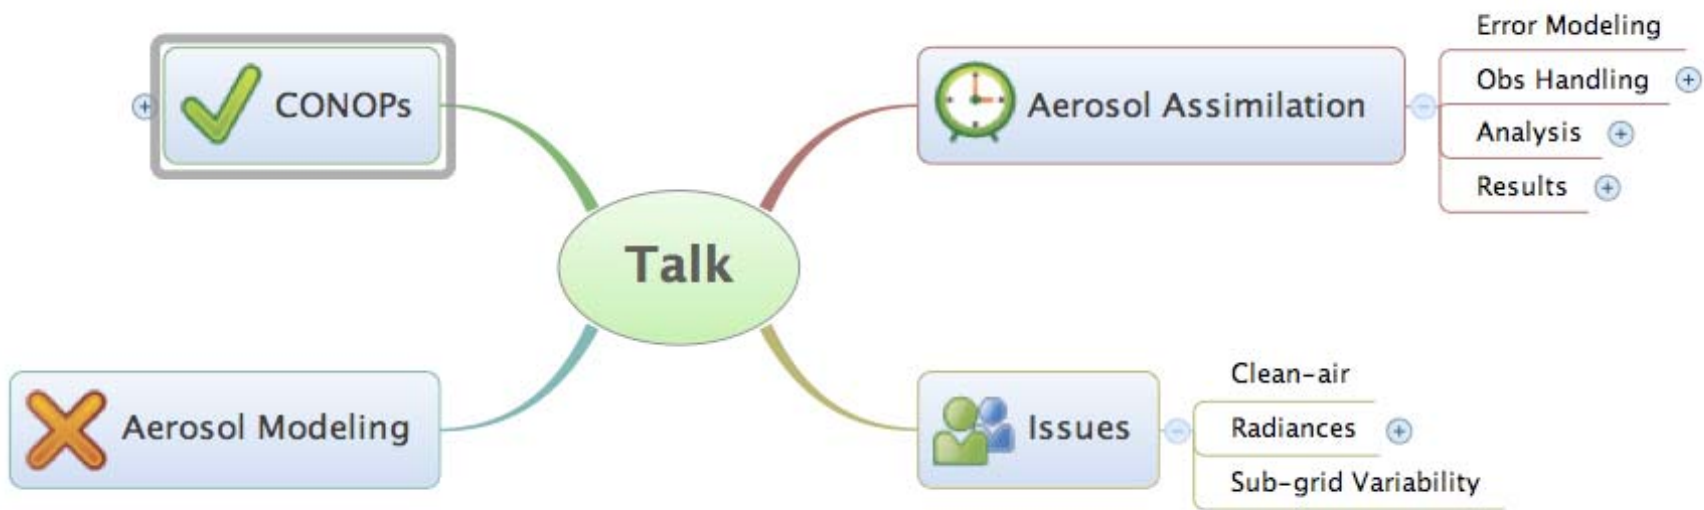 CONOPs
Talk
Aerosol Modeling
Aerosol Assimilation
Error Modeling
Obs Handling
Analysis
Results
Issues
Clean-air
Radiances
Sub-grid Variability